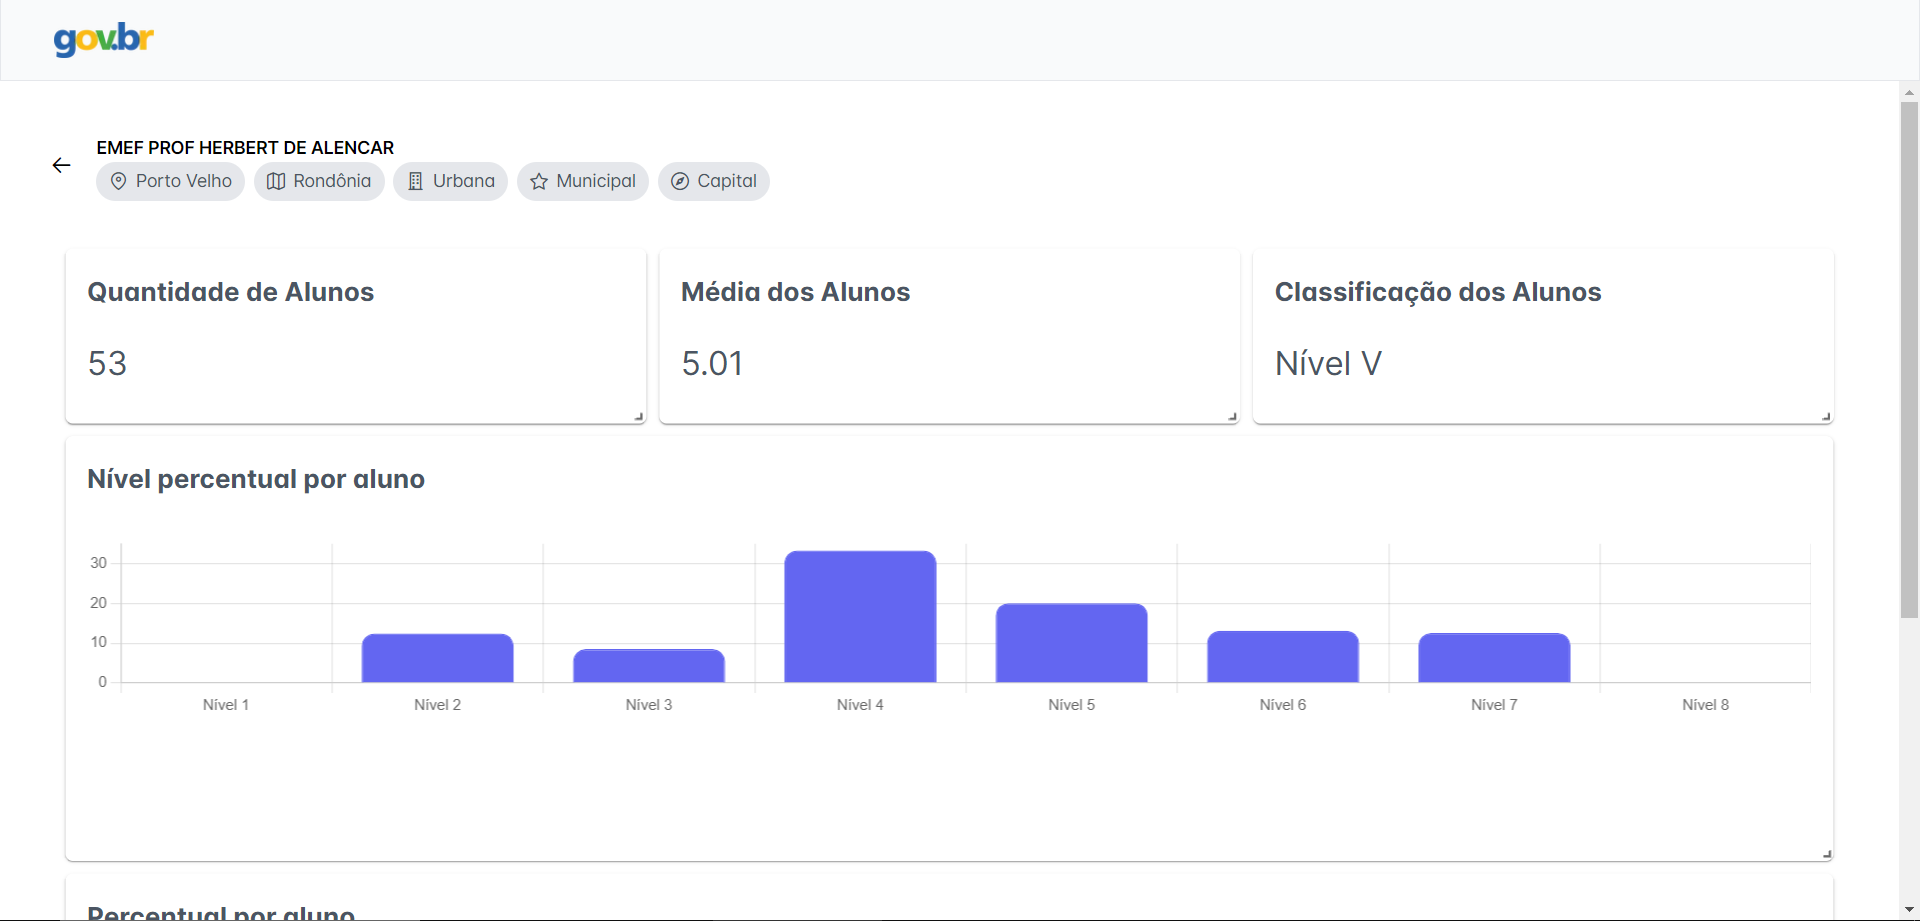 gov.br
EMEF PROF HERBERT DE ALENCAR
Porto Velho Rondônia Urbana Municipal Capital
Quantidade de Alunos
53
Média dos Alunos
5.01
Classificação dos Alunos
Nível V
Nível percentual por aluno
30
20
10
0
Nível 1 Nível 2 Nível 3 Nível 4 Nível 5 Nível 6 Nível 7 Nível 8
Percentual por aluno